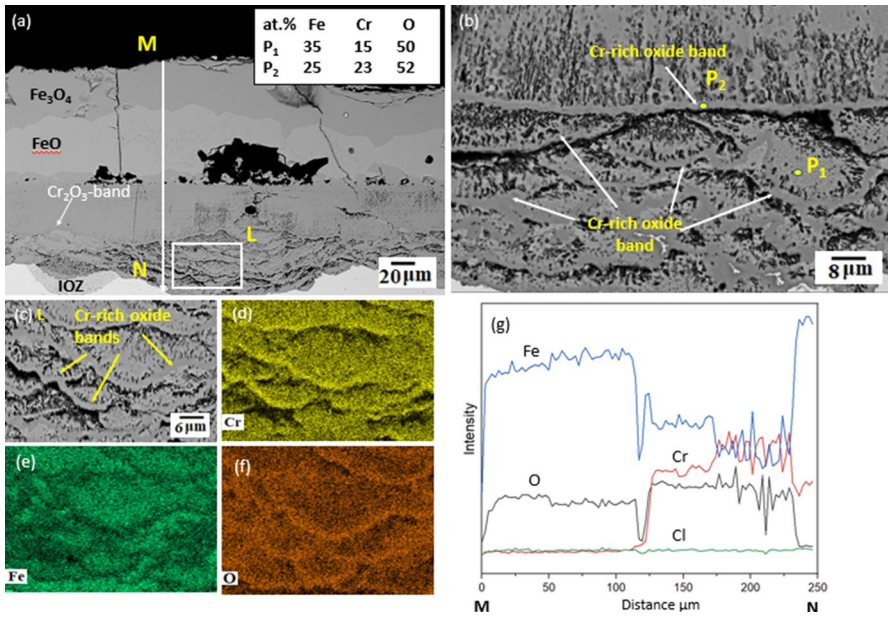 (a)
M
at.% Fe Cr O
P₁ 35 15 50
P₂ 25 23 52
Fe₃O₄
FeO
Cr₂O₃-band
L
N
IOZ
20 µm
(b)
Cr-rich oxide band
P₂
P₁
Cr-rich oxide
band
8 µm
(c) L Cr-rich oxide
bands
6 µm
(d)
Cr
(e)
Fe
(f)
O
(g)
Intensity
Fe
Cr
O
Cl
0 50 100 150 200 250
M Distance µm N